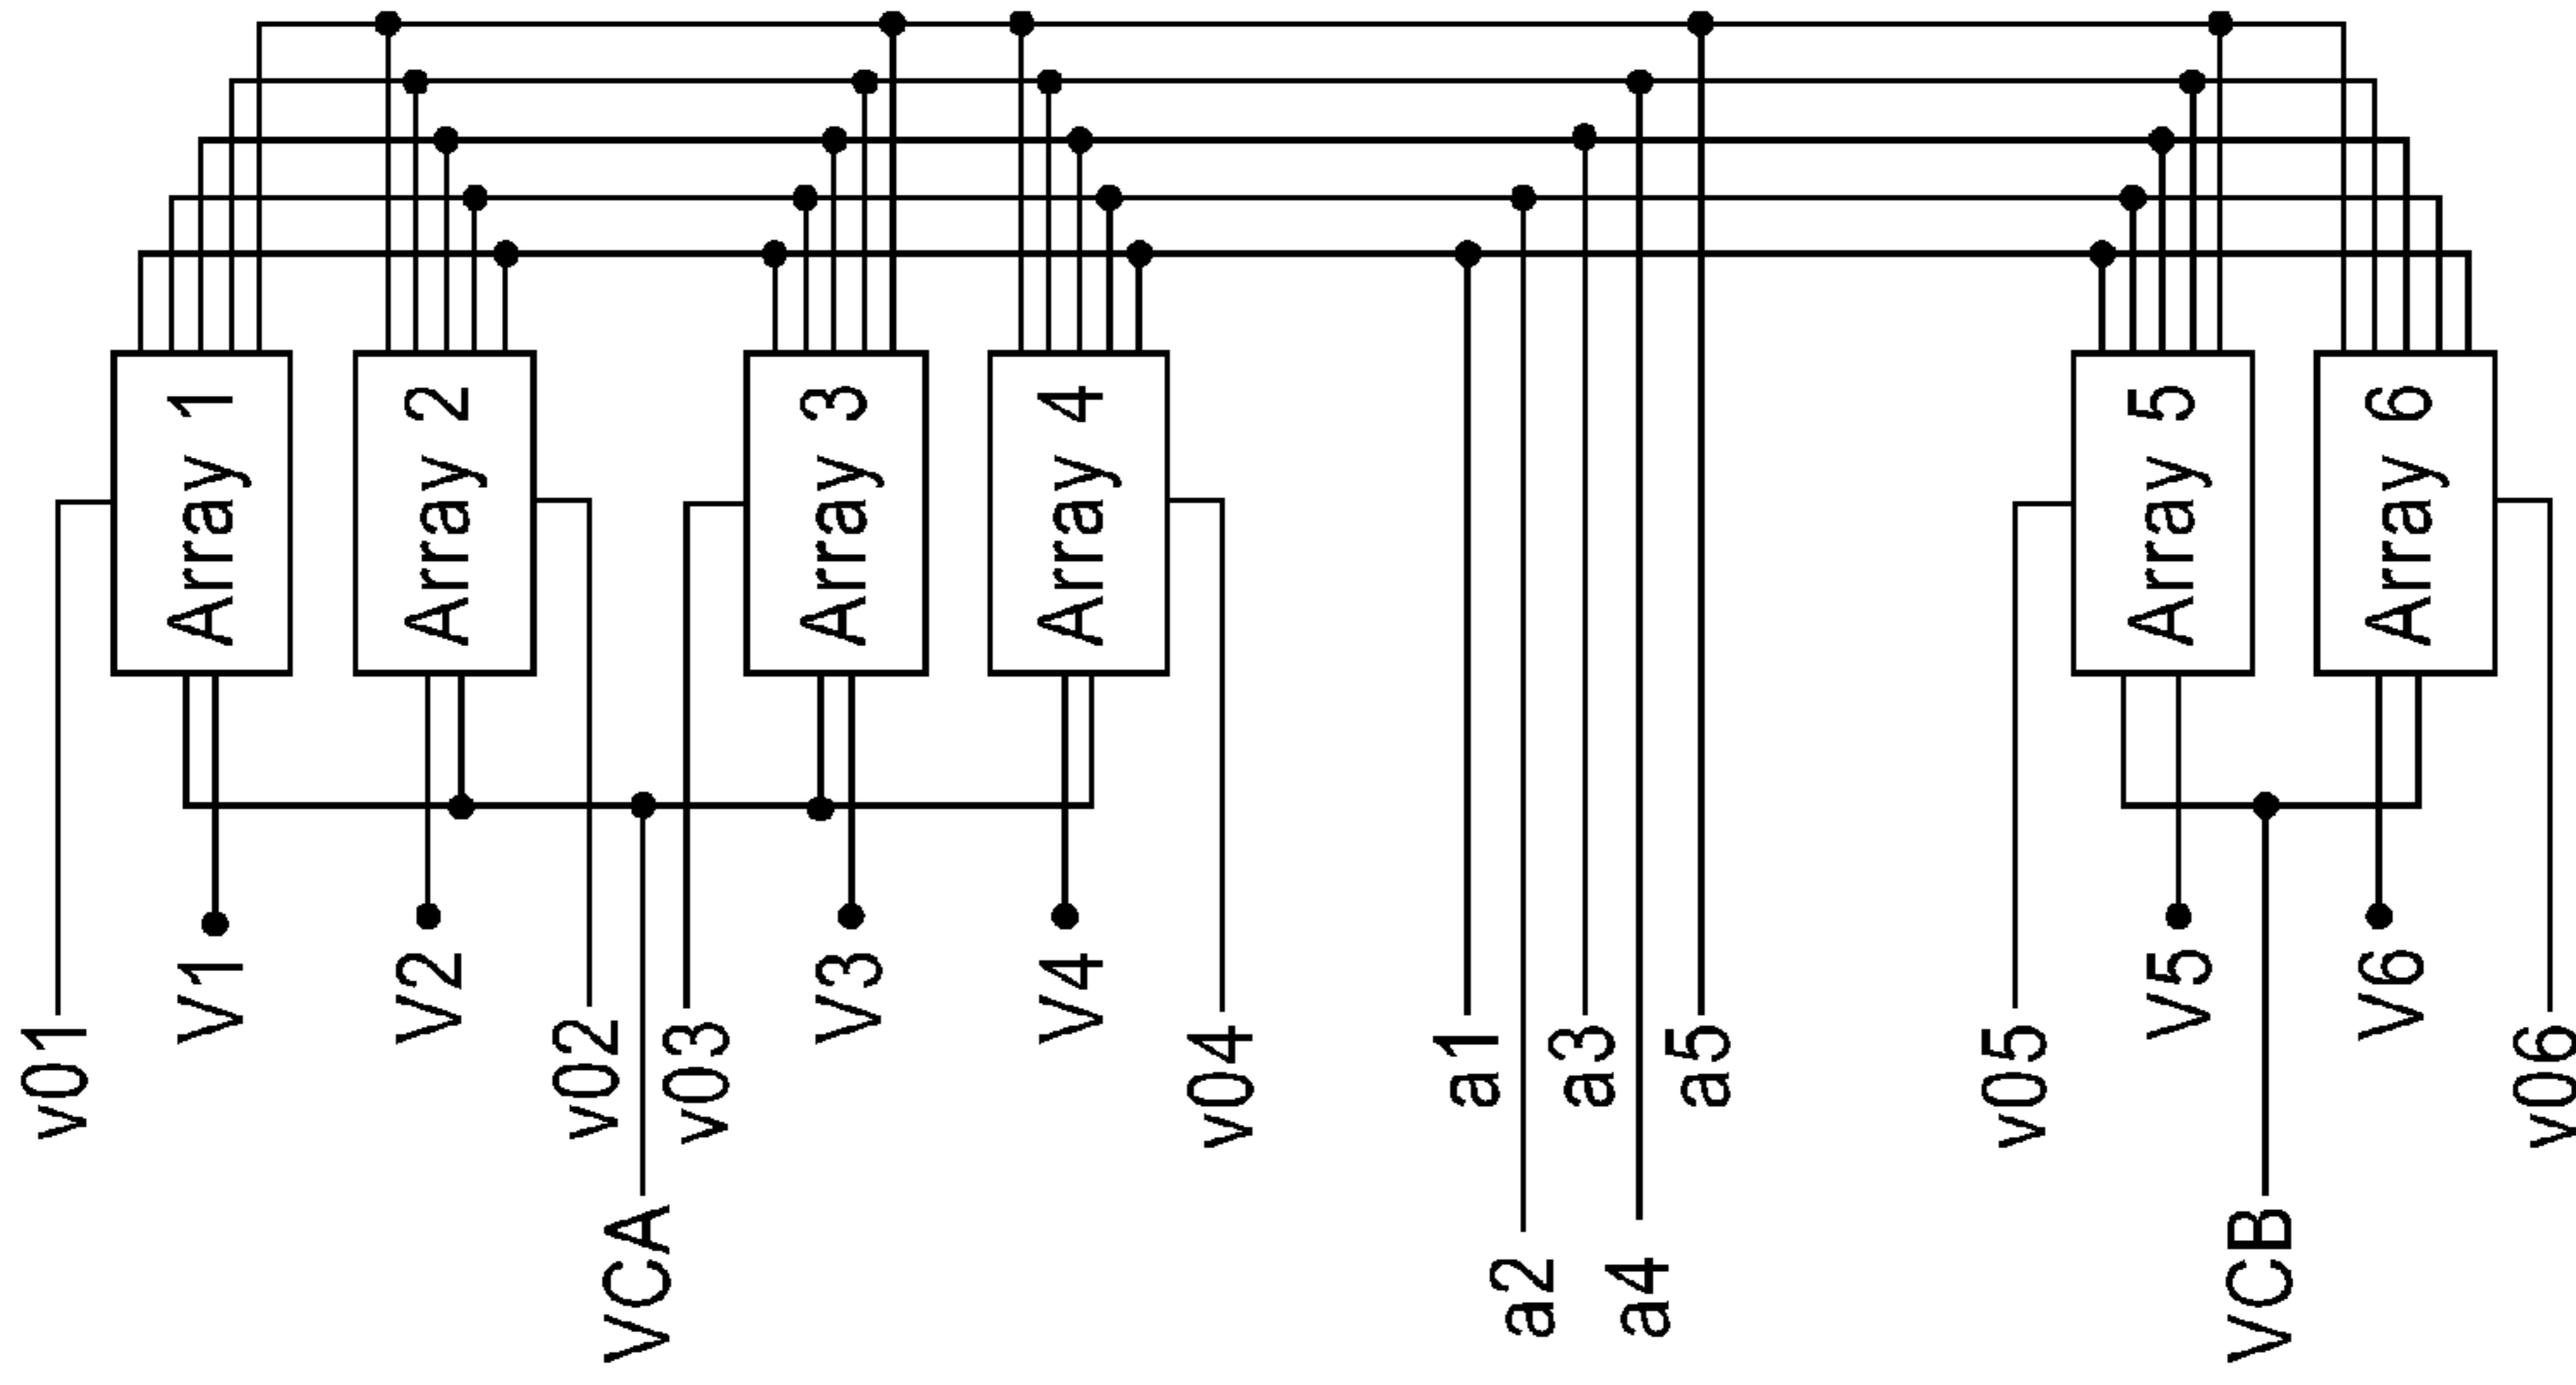 Array 1
Array 2
Array 3
Array 4
Array 5
Array 6
v01
V1
V2
v02
v03
V3
V4
v04
a1
a3
a5
v05
V5
V6
v06
VCA
a2
a4
VCB